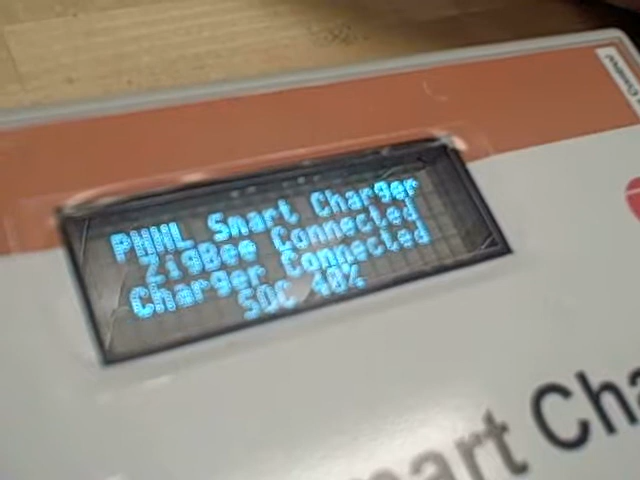 PNNL Smart Charger
ZigBee Connected
Charger Connected
SOC 40%
mart Cha